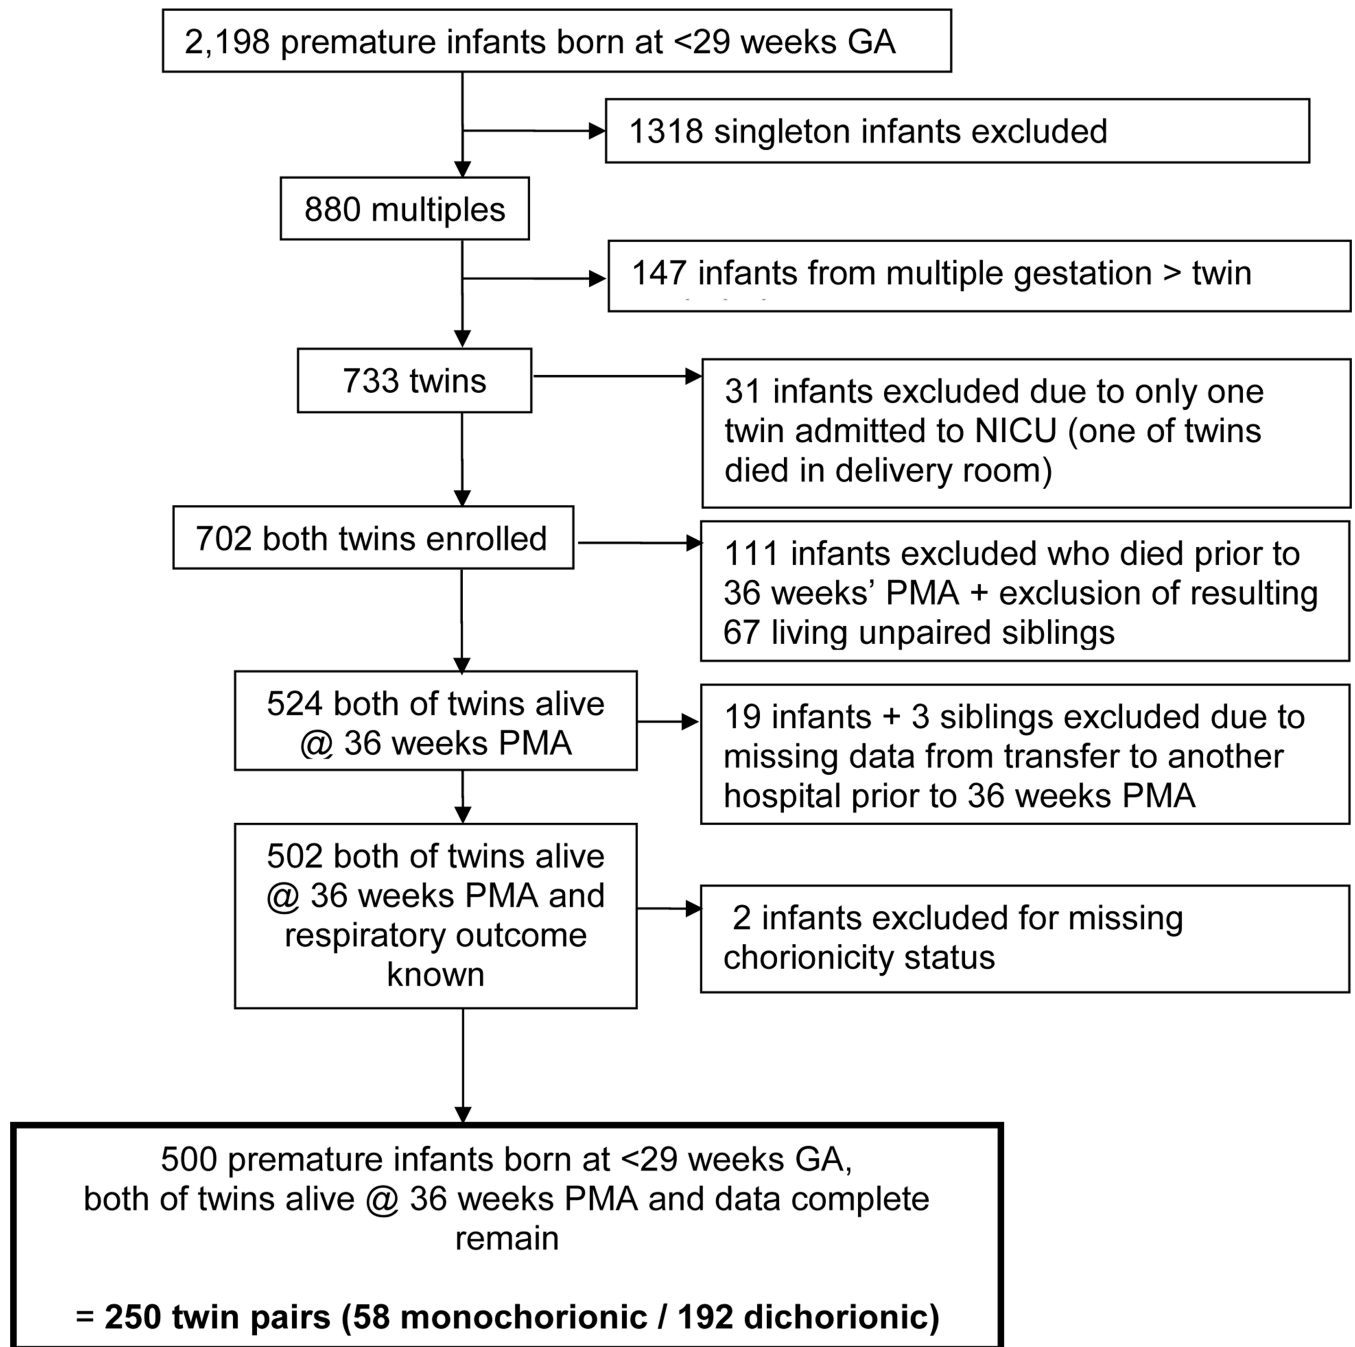 2,198 premature infants born at <29 weeks GA
1318 singleton infants excluded
880 multiples
147 infants from multiple gestation > twin
733 twins
31 infants excluded due to only one
twin admitted to NICU (one of twins
died in delivery room)
702 both twins enrolled
111 infants excluded who died prior to
36 weeks’ PMA + exclusion of resulting
67 living unpaired siblings
524 both of twins alive
@ 36 weeks PMA
19 infants + 3 siblings excluded due to
missing data from transfer to another
hospital prior to 36 weeks PMA
502 both of twins alive
@ 36 weeks PMA and
respiratory outcome
known
2 infants excluded for missing
chorionicity status
500 premature infants born at <29 weeks GA,
both of twins alive @ 36 weeks PMA and data complete
remain
= 250 twin pairs (58 monochorionic / 192 dichorionic)